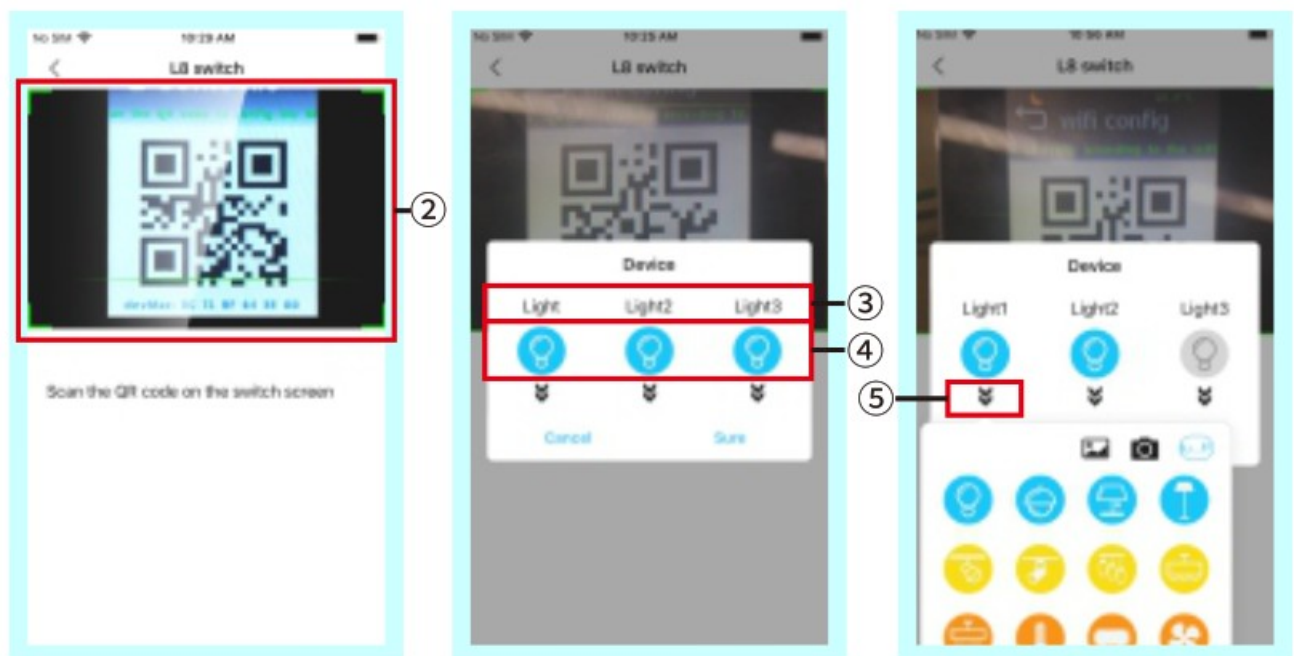 No SIM 10:29 AM
L8 switch
Scan the QR code on the switch screen
②
No SIM 10:25 AM
L8 switch
Device
Light Light2 Light3
③
④
Cancel Sure
No SIM
L8 switch
wifi config
Device
Light1 Light2 Light3
⑤